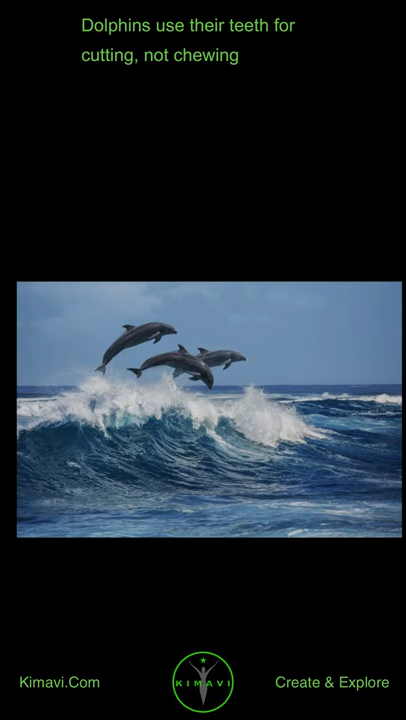 Dolphins use their teeth for
cutting, not chewing
Kimavi.Com
KIMAVI
Create & Explore